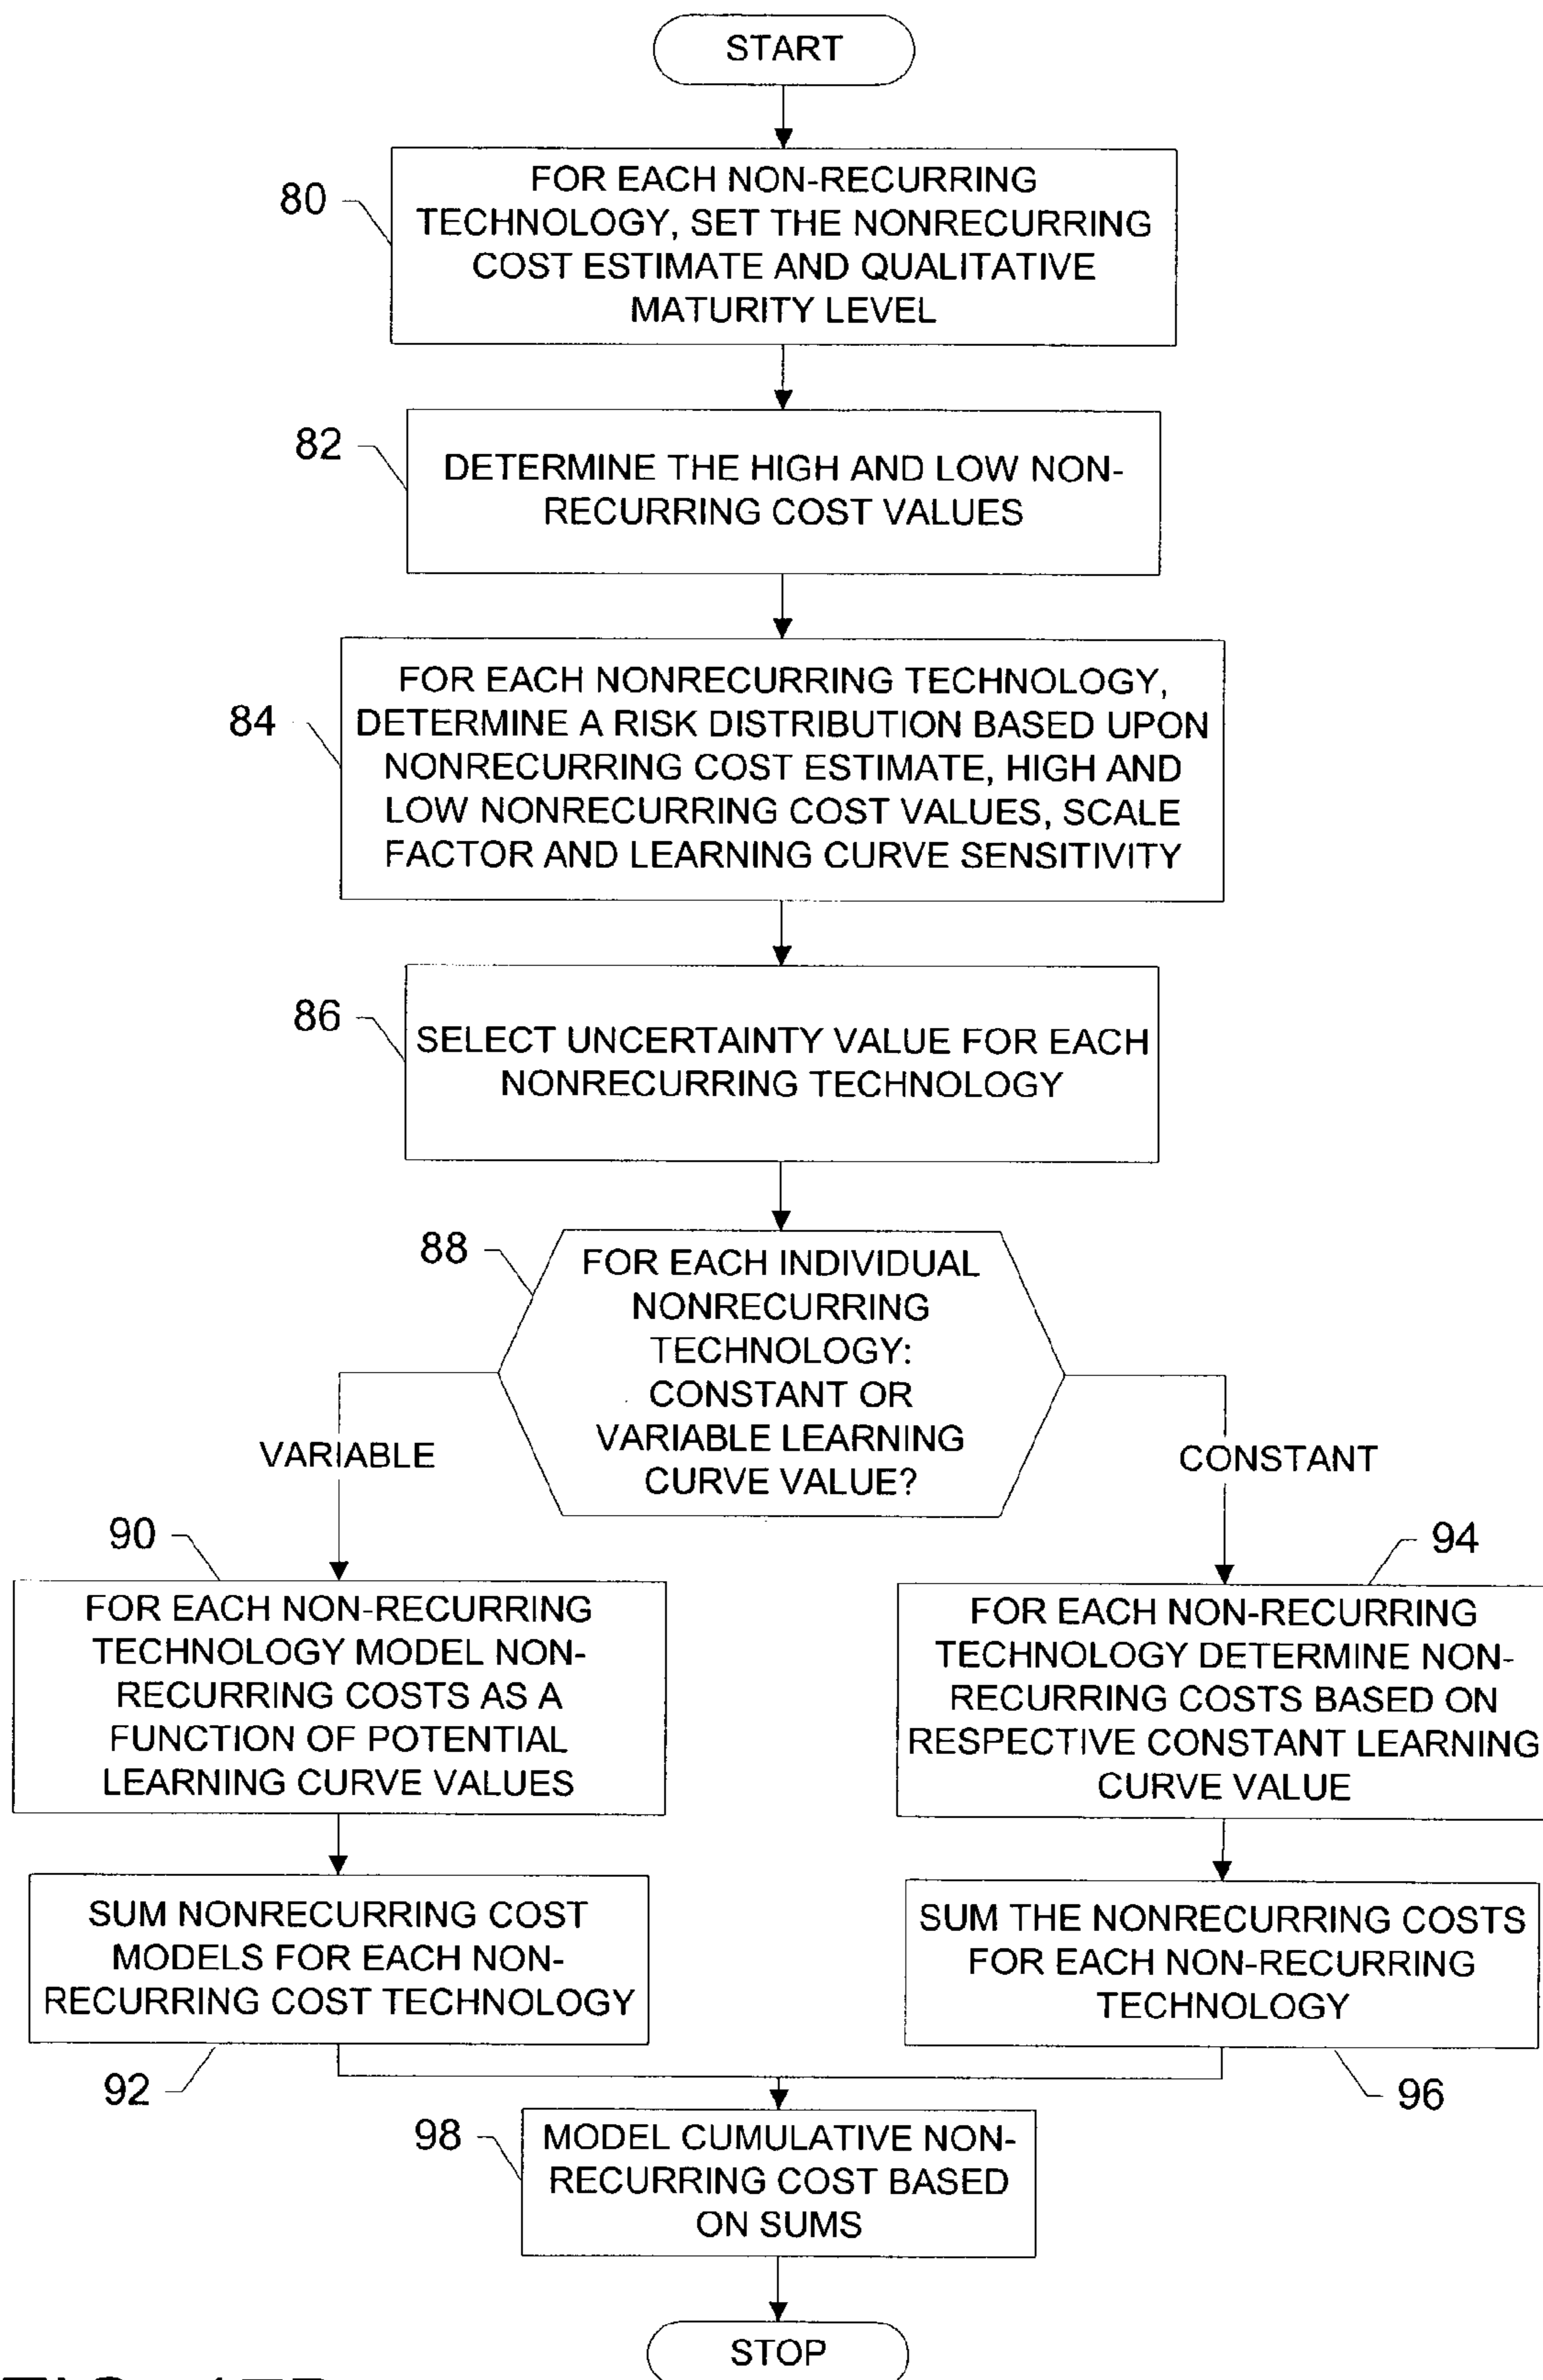 START
80
FOR EACH NON-RECURRING
TECHNOLOGY, SET THE NONRECURRING
COST ESTIMATE AND QUALITATIVE
MATURITY LEVEL
82
DETERMINE THE HIGH AND LOW NON-
RECURRING COST VALUES
84
FOR EACH NONRECURRING TECHNOLOGY,
DETERMINE A RISK DISTRIBUTION BASED UPON
NONRECURRING COST ESTIMATE, HIGH AND
LOW NONRECURRING COST VALUES, SCALE
FACTOR AND LEARNING CURVE SENSITIVITY
86
SELECT UNCERTAINTY VALUE FOR EACH
NONRECURRING TECHNOLOGY
88
FOR EACH INDIVIDUAL
NONRECURRING
TECHNOLOGY:
CONSTANT OR
VARIABLE LEARNING
CURVE VALUE?
VARIABLE
CONSTANT
90
FOR EACH NON-RECURRING
TECHNOLOGY MODEL NON-
RECURRING COSTS AS A
FUNCTION OF POTENTIAL
LEARNING CURVE VALUES
94
FOR EACH NON-RECURRING
TECHNOLOGY DETERMINE NON-
RECURRING COSTS BASED ON
RESPECTIVE CONSTANT LEARNING
CURVE VALUE
SUM NONRECURRING COST
MODELS FOR EACH NON-
RECURRING COST TECHNOLOGY
92
SUM THE NONRECURRING COSTS
FOR EACH NON-RECURRING
TECHNOLOGY
96
98
MODEL CUMULATIVE NON-
RECURRING COST BASED
ON SUMS
STOP